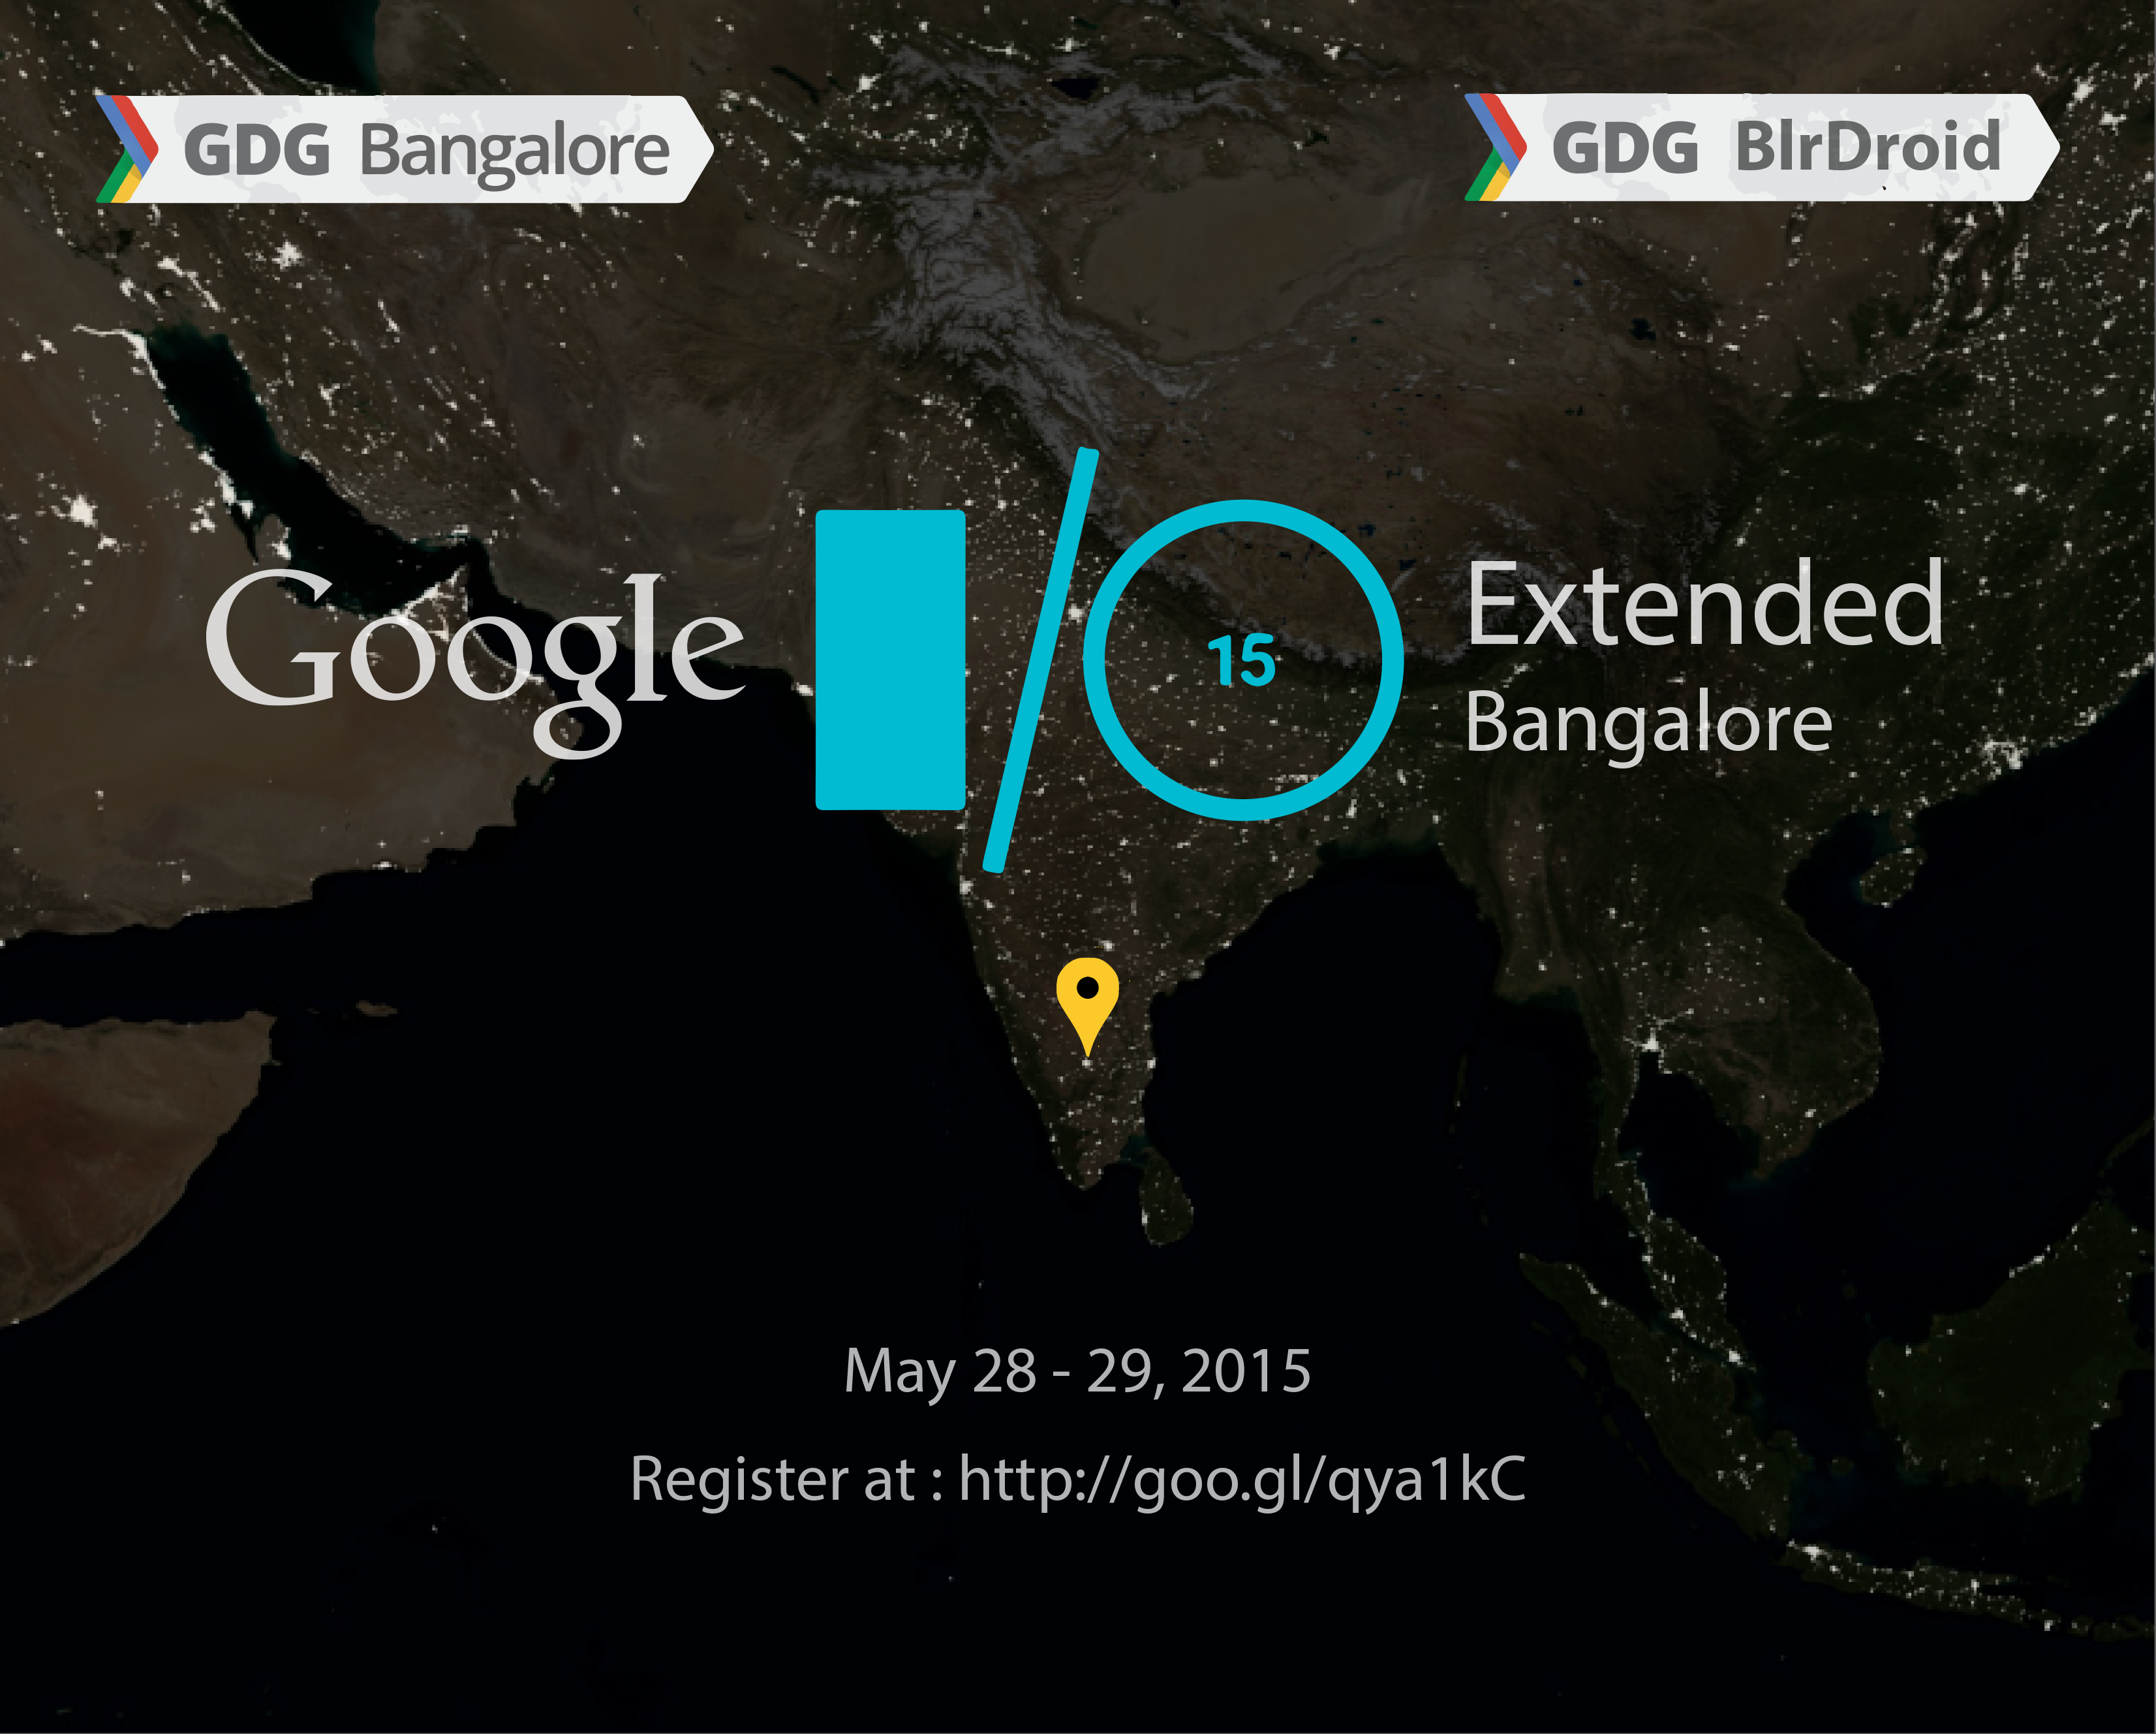 GDG Bangalore
GDG BlrDroid
Google I/O 15 Extended
Bangalore
May 28 - 29, 2015
Register at : http://goo.gl/qya1kC